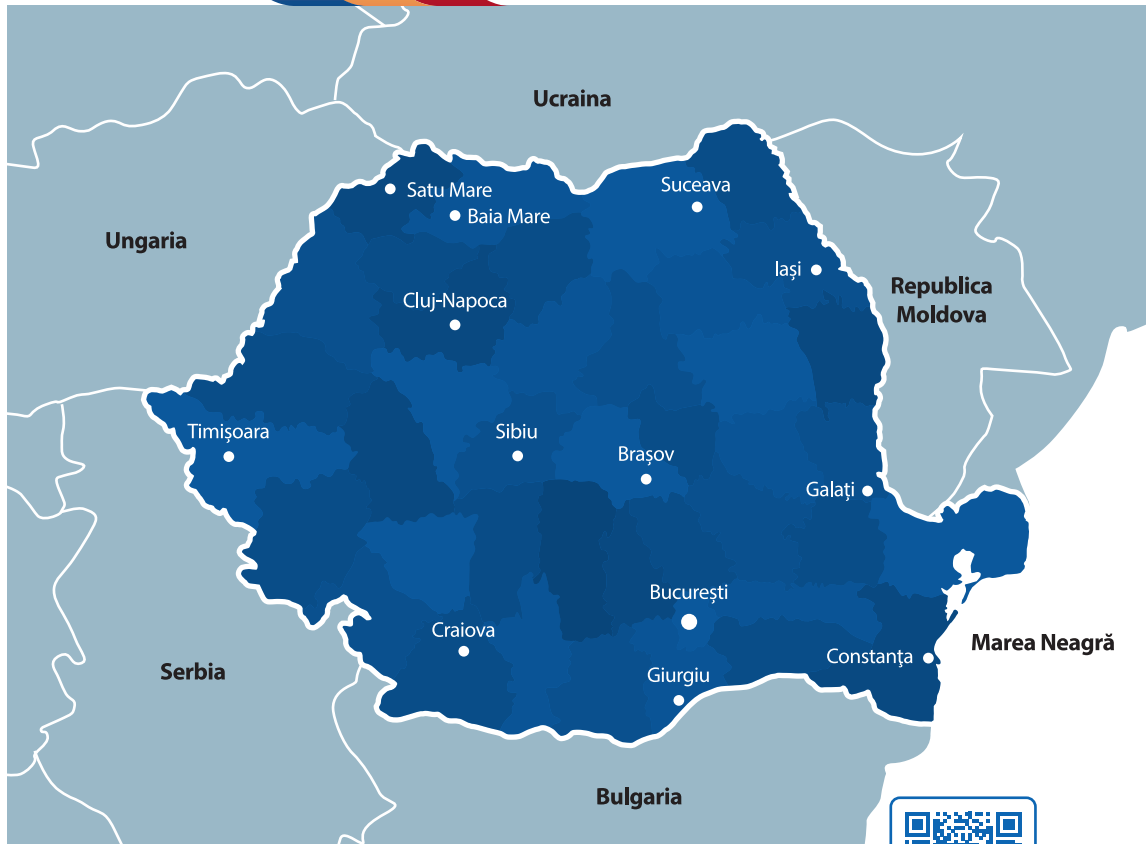 Ucraina
Suceava
Satu Mare
Baia Mare
Ungaria
Iași
Republica
Moldova
Cluj-Napoca
Timișoara
Sibiu
Brașov
Galați
București
Craiova
Marea Neagră
Constanţa
Serbia
Giurgiu
Bulgaria